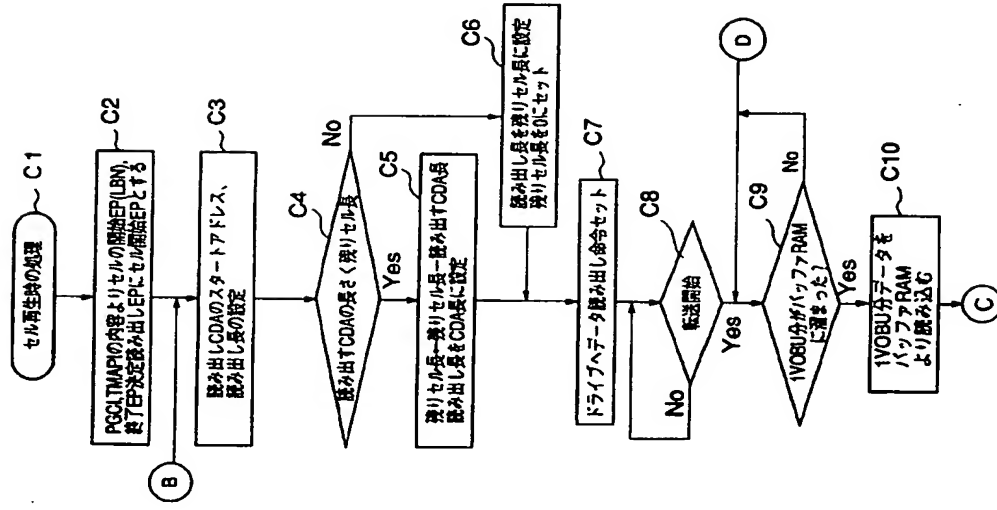 セル再生時の処理
C1
PGCI,TMAPIの内容よりセルの開始EP(LBN),
終了EP決定読み出しEPにセル開始EPとする
C2
B
読み出しCDAのスタートアドレス、
読み出し長の設定
C3
読み出すCDAの長さ<残りセル長
C4
No
Yes
残りセル長←残りセル長-読み出すCDA長
読み出し長をCDA長に設定
C5
読み出し長を残りセル長に設定
残りセル長を0にセット
C6
ドライブへデータ読み出し命令セット
C7
転送開始
C8
No
Yes
D
1VOBU分がバッファRAM
に溜まった?
C9
No
Yes
1VOBU分データを
バッファRAM
より読み込む
C10
C